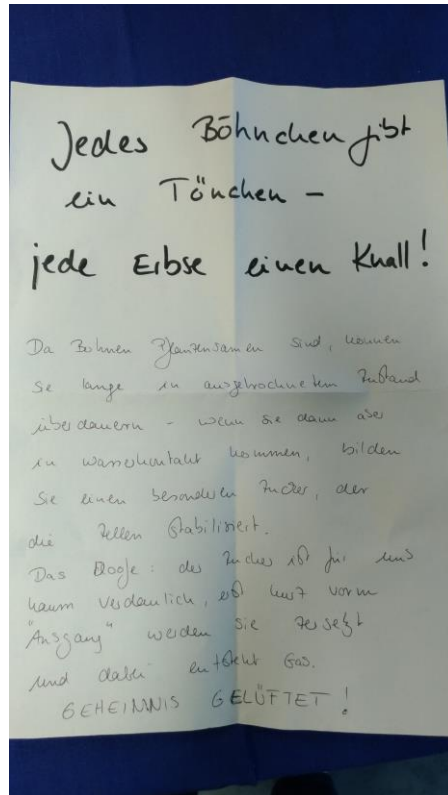 Jedes Böhnchen gibt
ein Tönchen -
jede Erbse einen Knall!
Da Bohnen Pflanzensamen sind, können
sie lange in ausgetrocknetem Zustand
überdauern - wenn sie dann aber
in wasserkontakt kommen, bilden
sie einen besonderen Zucker, der
die Zellen stabilisiert.
Das Blöde: der Zucker ist für uns
kaum verdaulich, erst kurz vorm
"Ausgang" werden sie zersetzt
und dabei entsteht Gas.
GEHEIMNIS GELÜFTET!